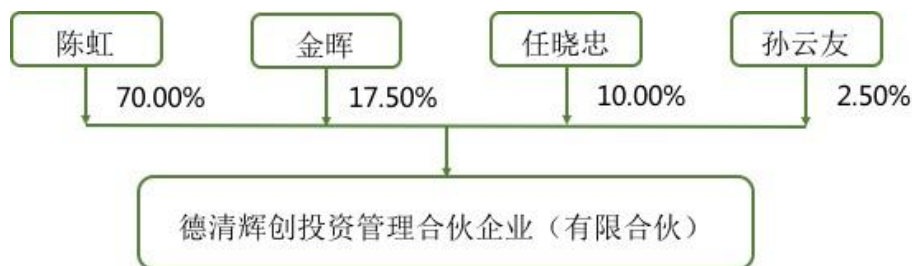 陈虹
金晖
任晓忠
孙云友
70.00%
17.50%
10.00%
2.50%
德清辉创投资管理合伙企业（有限合伙）